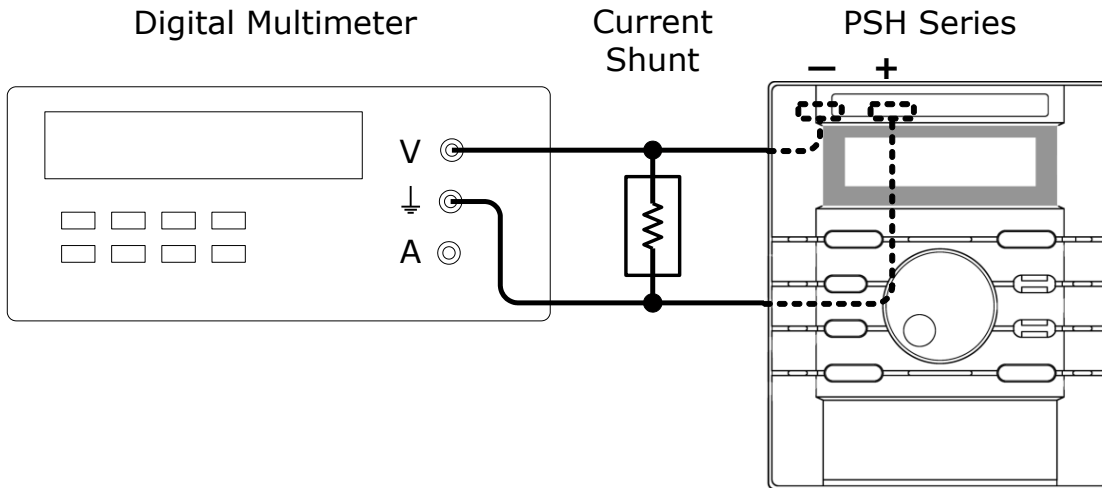 Digital Multimeter
Current
Shunt
PSH Series
— +
V
A